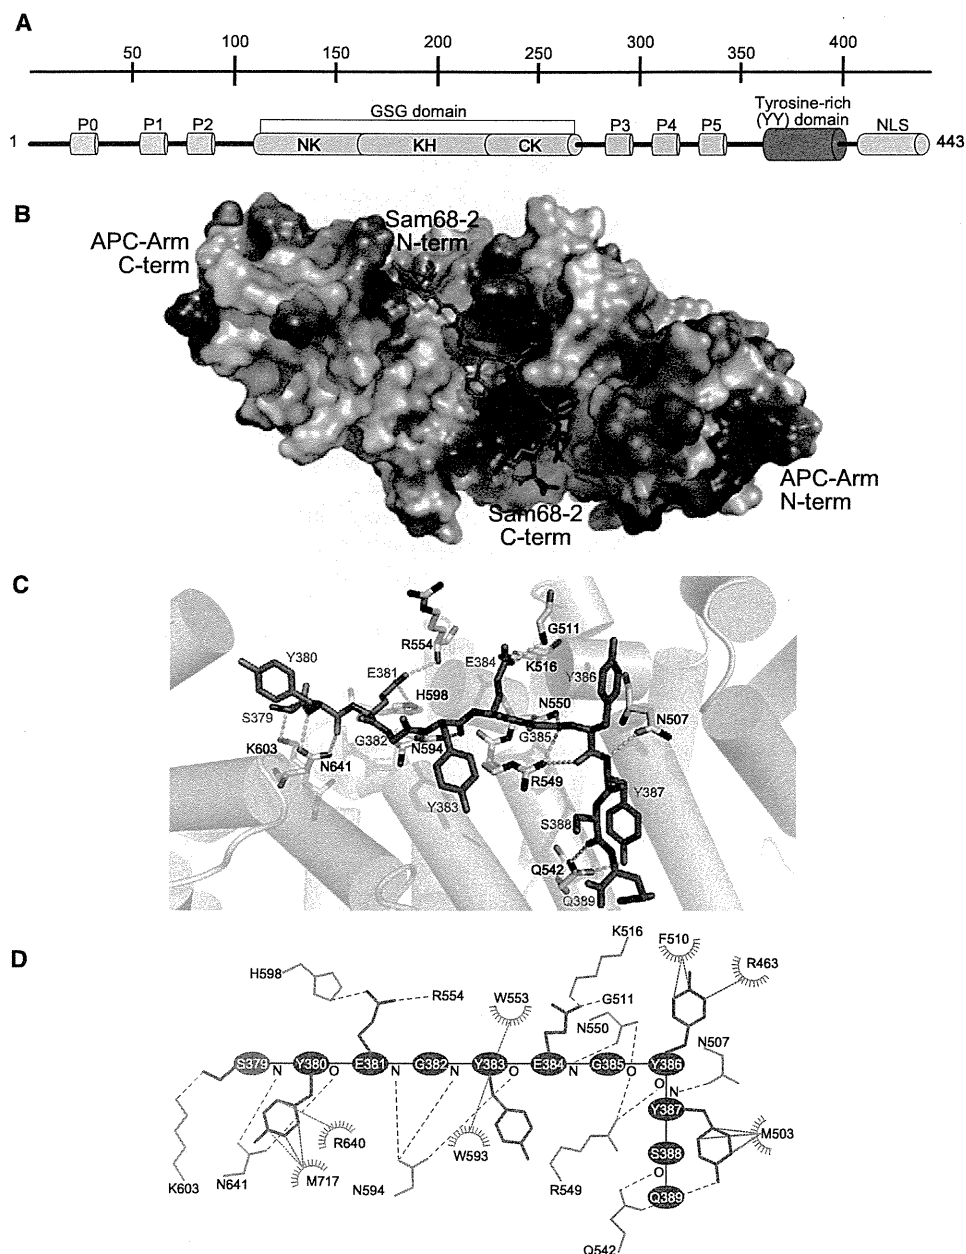 A
50 100 150 200 250 300 350 400
GSG domain
Tyrosine-rich
(YY) domain
P0 P1 P2 P3 P4 P5 NLS
1 NK KH CK 443
B
APC-Arm
C-term
Sam68-2
N-term
APC-Arm
N-term
Sam68-2
C-term
C
Y380
R554
G511
E381
E384
K516
Y386
S379
H598
N550
N507
K603
G382
N594
G385
N641
R549
Y383
Y387
S388
Q542
Q389
D
K516
F510
R463
H598
R554
W553
G511
N550
N507
S379 N Y380 O E381 N G382 N Y383 O E384 N G385 O Y386
O N
Y387
M503
R640
W593
S388
M717
O
K603
N641
N594
R549
Q389
Q542